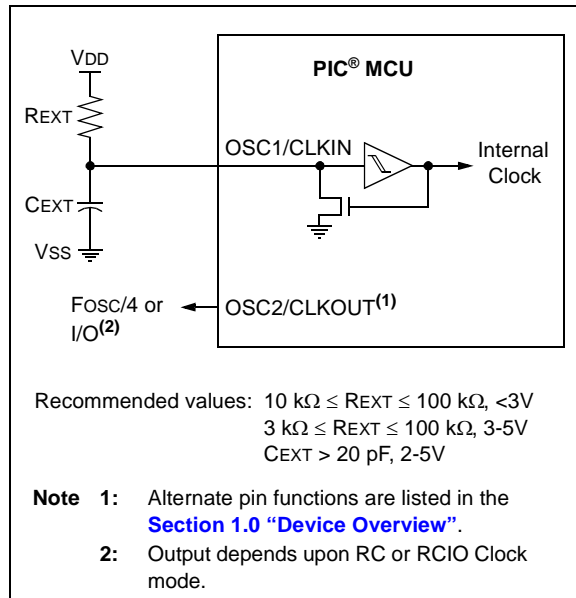 VDD
PIC® MCU
REXT
OSC1/CLKIN
Internal
Clock
CEXT
VSS
FOSC/4 or
I/O(2)
OSC2/CLKOUT(1)
Recommended values: 10 kΩ ≤ REXT ≤ 100 kΩ, <3V
3 kΩ ≤ REXT ≤ 100 kΩ, 3-5V
CEXT > 20 pF, 2-5V
Note 1: Alternate pin functions are listed in the
Section 1.0 “Device Overview”.
2: Output depends upon RC or RCIO Clock
mode.